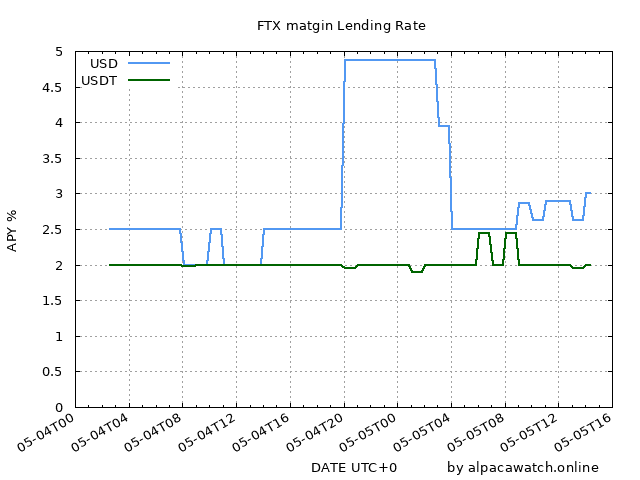 FTX matgin Lending Rate
USD
USDT
5
4.5
4
3.5
3
2.5
2
1.5
1
0.5
0
APY %
05-04T00
05-04T04
05-04T08
05-04T12
05-04T16
05-04T20
05-05T00
05-05T04
05-05T08
05-05T12
05-05T16
DATE UTC+0
by alpacawatch.online